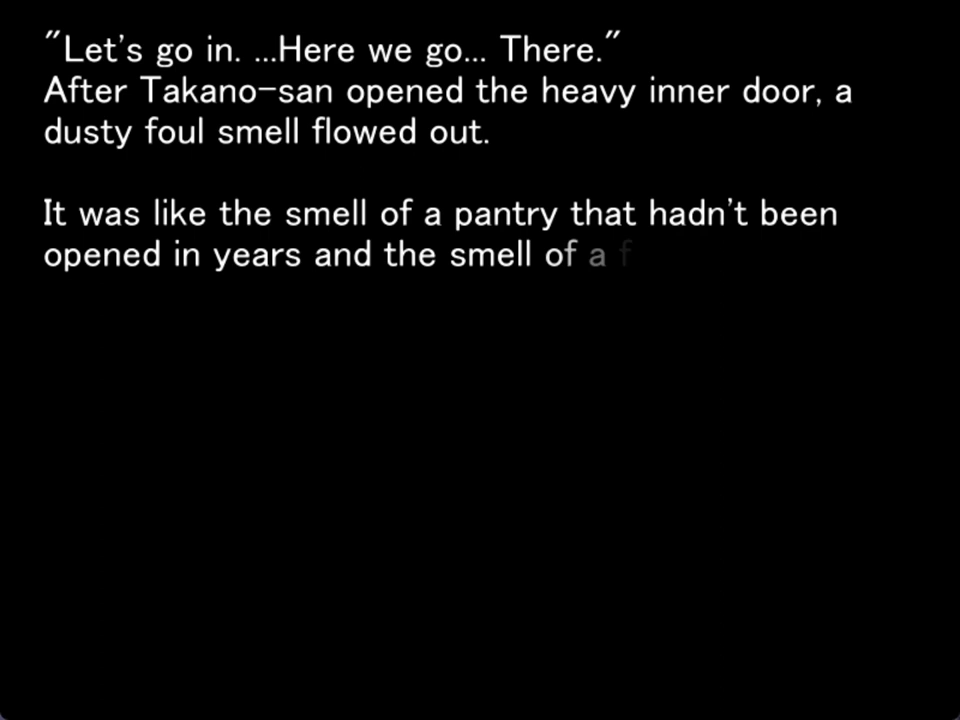 "Let's go in. ...Here we go... There."
After Takano-san opened the heavy inner door, a
dusty foul smell flowed out.
It was like the smell of a pantry that hadn't been
opened in years and the smell of a f